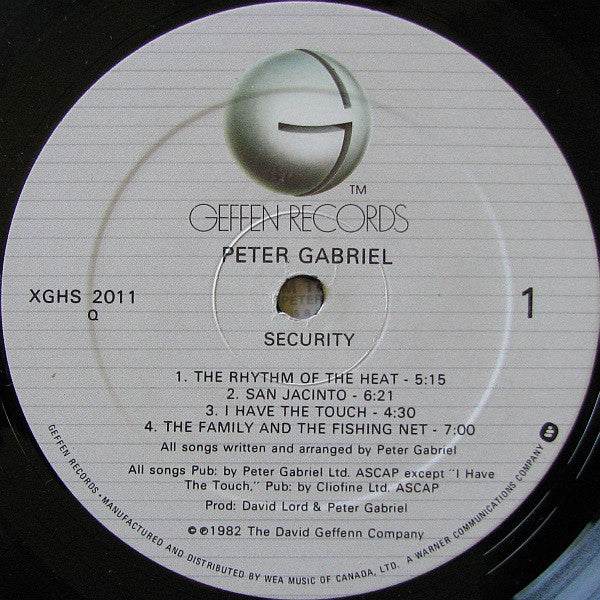 G
TM
GEFFEN RECORDS
PETER GABRIEL
XGHS 2011
Q
1
PETER
SECURITY
1. THE RHYTHM OF THE HEAT - 5:15
2. SAN JACINTO - 6:21
3. I HAVE THE TOUCH - 4:30
4. THE FAMILY AND THE FISHING NET - 7:00
All songs written and arranged by Peter Gabriel
All songs Pub: by Peter Gabriel Ltd. ASCAP except "I Have
The Touch," Pub: by Cliofine Ltd. ASCAP
Prod: David Lord & Peter Gabriel
©℗1982 The David Geffenn Company
GEFFEN RECORDS · MANUFACTURED AND DISTRIBUTED BY WEA MUSIC OF CANADA, LTD. A WARNER COMMUNICATIONS COMPANY